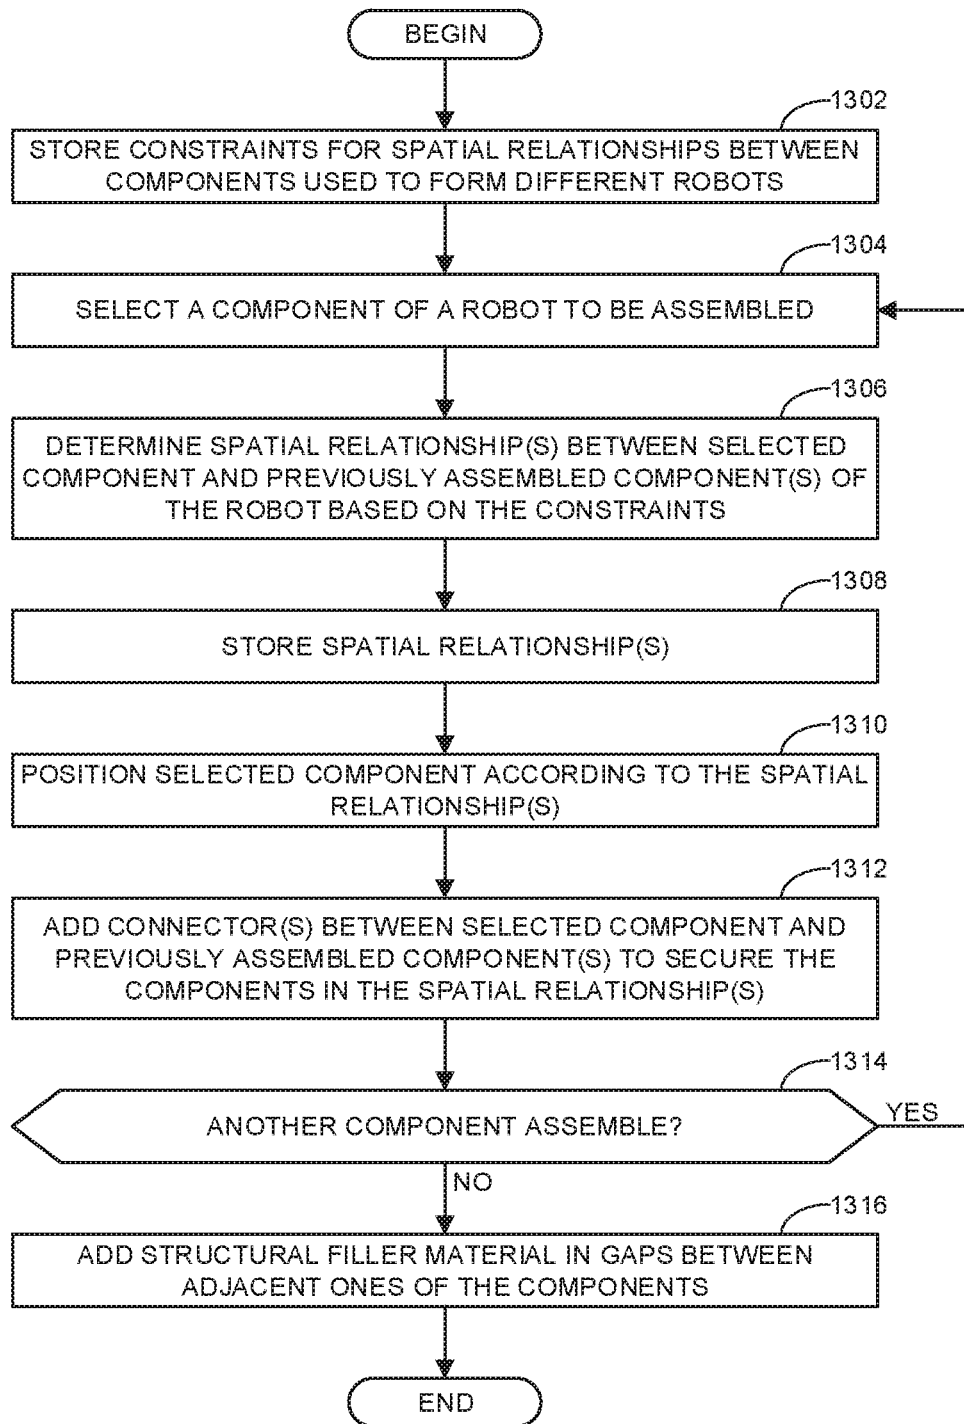 BEGIN
1302
STORE CONSTRAINTS FOR SPATIAL RELATIONSHIPS BETWEEN
COMPONENTS USED TO FORM DIFFERENT ROBOTS
1304
SELECT A COMPONENT OF A ROBOT TO BE ASSEMBLED
1306
DETERMINE SPATIAL RELATIONSHIP(S) BETWEEN SELECTED
COMPONENT AND PREVIOUSLY ASSEMBLED COMPONENT(S) OF
THE ROBOT BASED ON THE CONSTRAINTS
1308
STORE SPATIAL RELATIONSHIP(S)
1310
POSITION SELECTED COMPONENT ACCORDING TO THE SPATIAL
RELATIONSHIP(S)
1312
ADD CONNECTOR(S) BETWEEN SELECTED COMPONENT AND
PREVIOUSLY ASSEMBLED COMPONENT(S) TO SECURE THE
COMPONENTS IN THE SPATIAL RELATIONSHIP(S)
1314
ANOTHER COMPONENT ASSEMBLE?
YES
NO
1316
ADD STRUCTURAL FILLER MATERIAL IN GAPS BETWEEN
ADJACENT ONES OF THE COMPONENTS
END